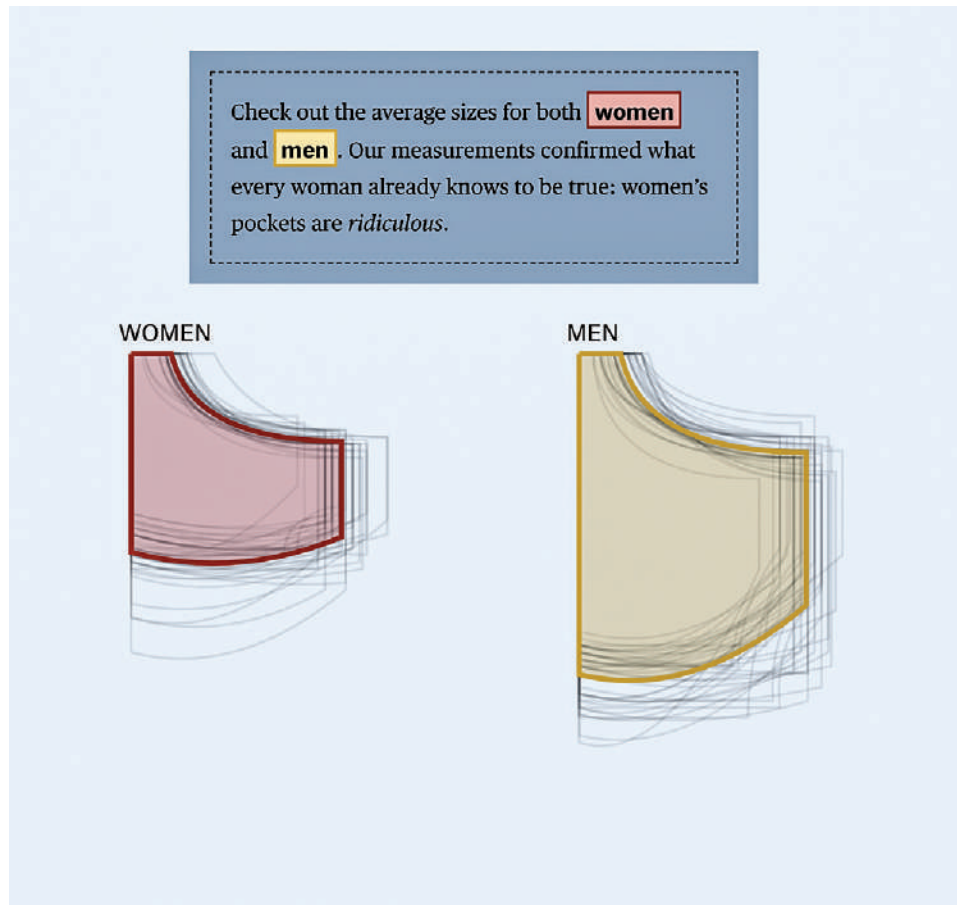 Check out the average sizes for both women
and men. Our measurements confirmed what
every woman already knows to be true: women’s
pockets are ridiculous.
WOMEN
MEN